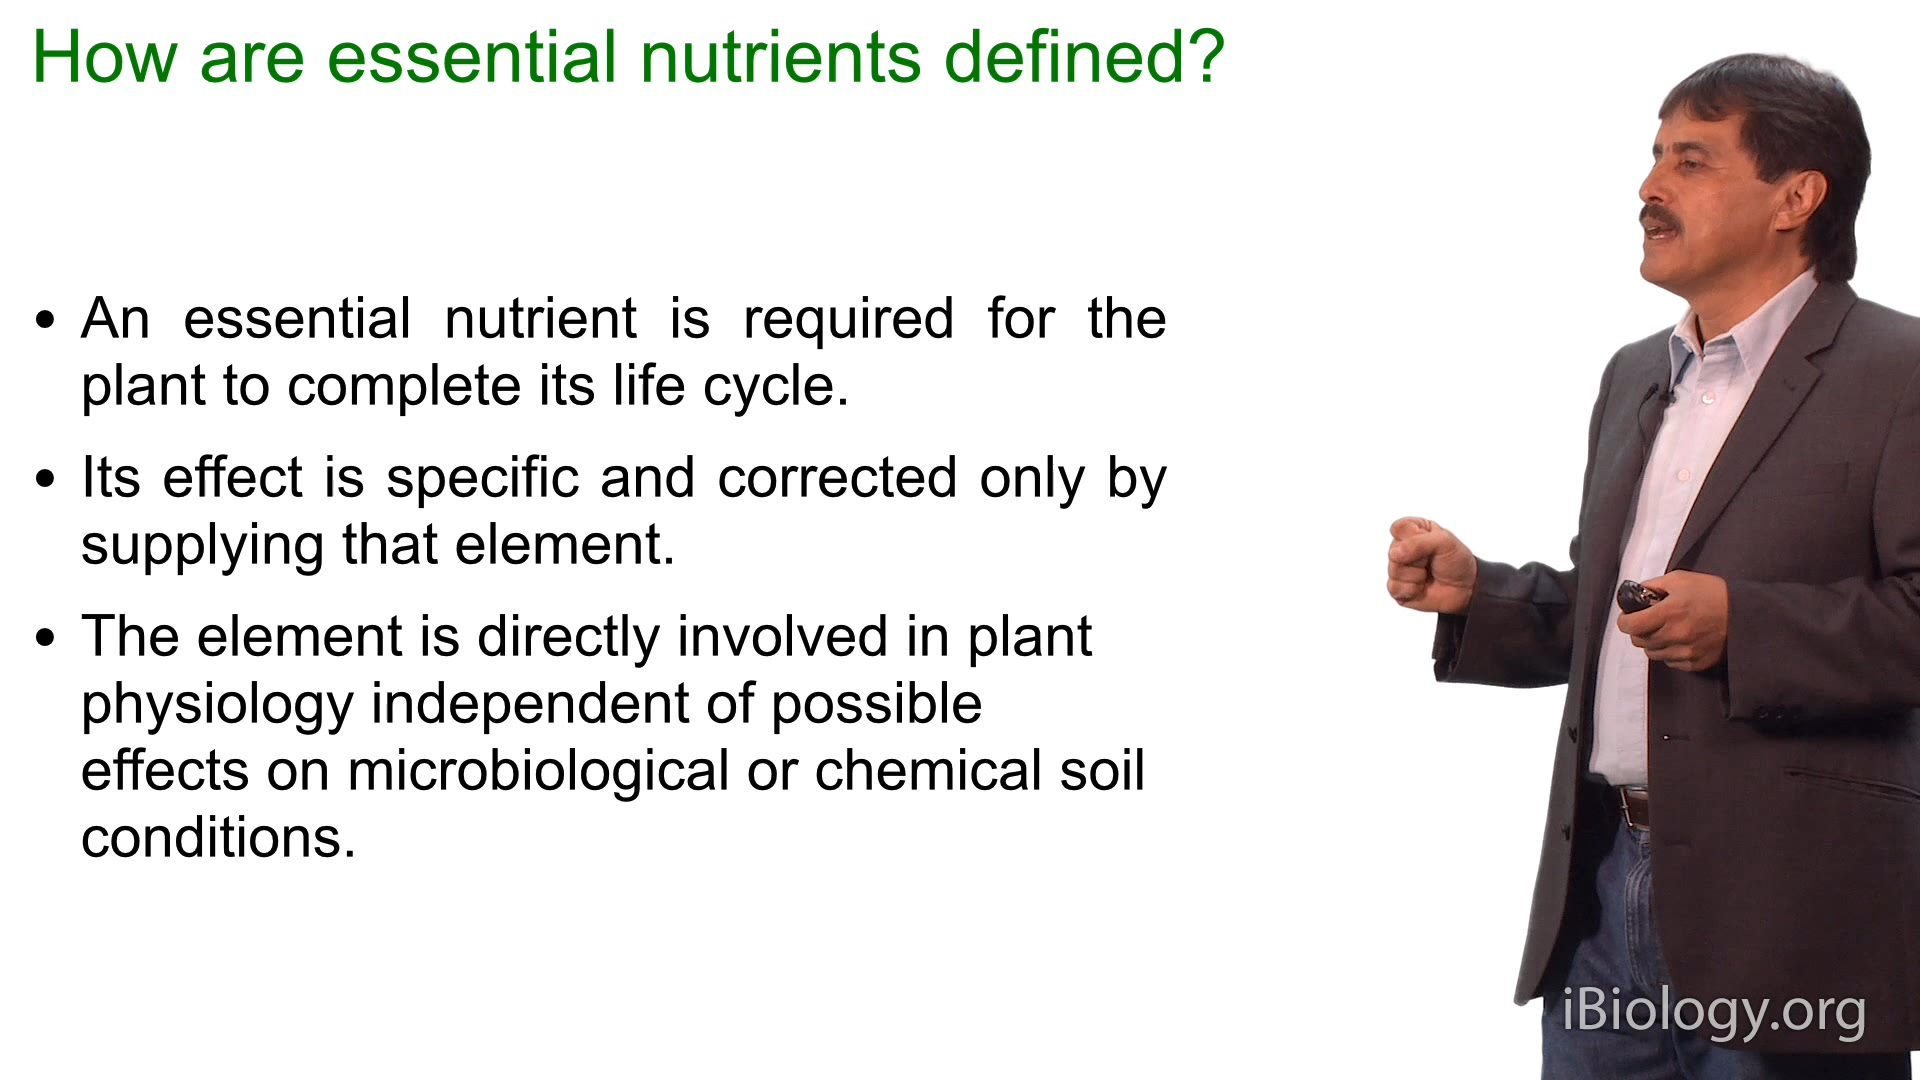 How are essential nutrients defined?
• An essential nutrient is required for the
plant to complete its life cycle.
• Its effect is specific and corrected only by
supplying that element.
• The element is directly involved in plant
physiology independent of possible
effects on microbiological or chemical soil
conditions.
iBiology.org